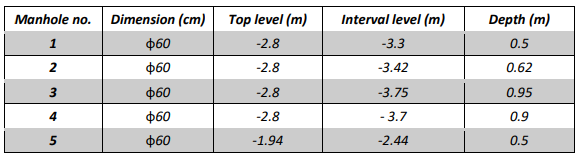 Manhole no. Dimension (cm) Top level (m) Interval level (m) Depth (m)
1 ϕ60 -2.8 -3.3 0.5
2 ϕ60 -2.8 -3.42 0.62
3 ϕ60 -2.8 -3.75 0.95
4 ϕ60 -2.8 - 3.7 0.9
5 ϕ60 -1.94 -2.44 0.5